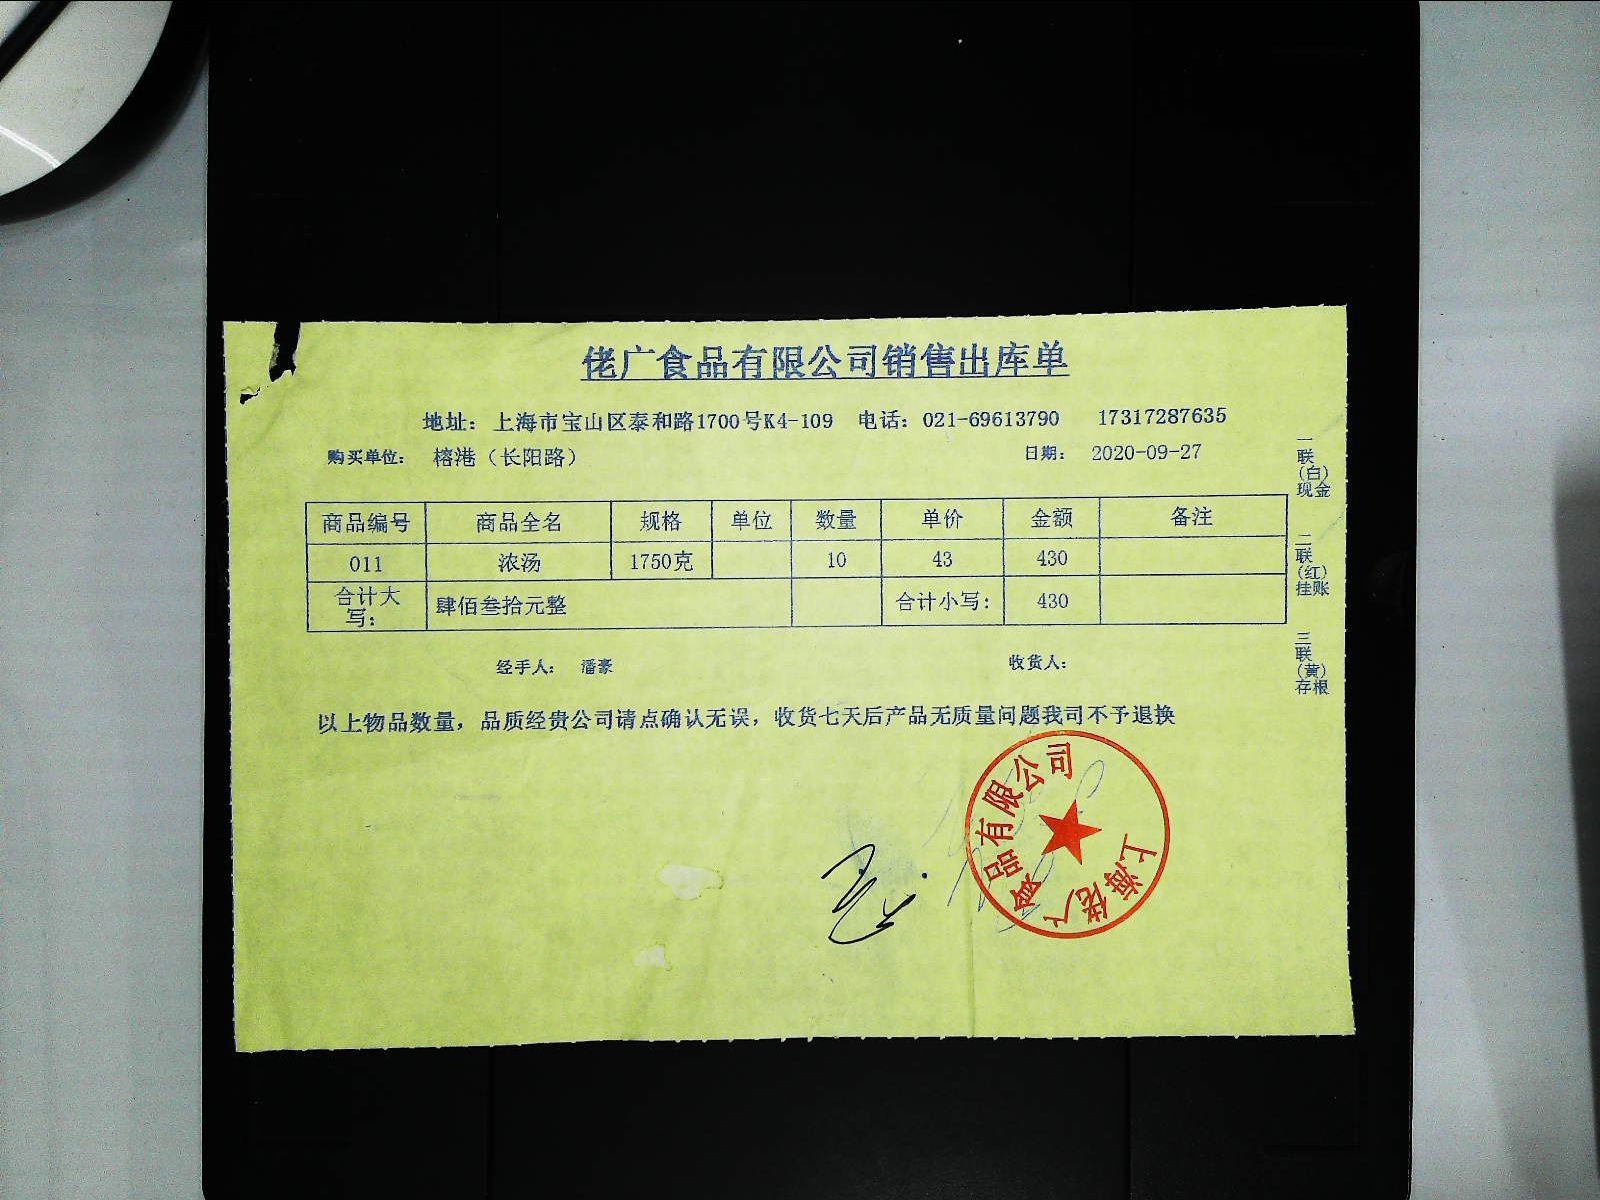 佬广食品有限公司销售出库单
地址：上海市宝山区泰和路1700号K4-109 电话：021-69613790 17317287635
购买单位： 榕港（长阳路） 日期： 2020-09-27
商品编号 商品全名 规格 单位 数量 单价 金额 备注
011 浓汤 1750克 10 43 430
合计大写： 肆佰叁拾元整 合计小写： 430
经手人： 潘豪 收货人：
以上物品数量，品质经贵公司请点确认无误，收货七天后产品无质量问题我司不予退换
一联(白)现金
二联(红)挂账
三联(黄)存根
上海佬广食品有限公司